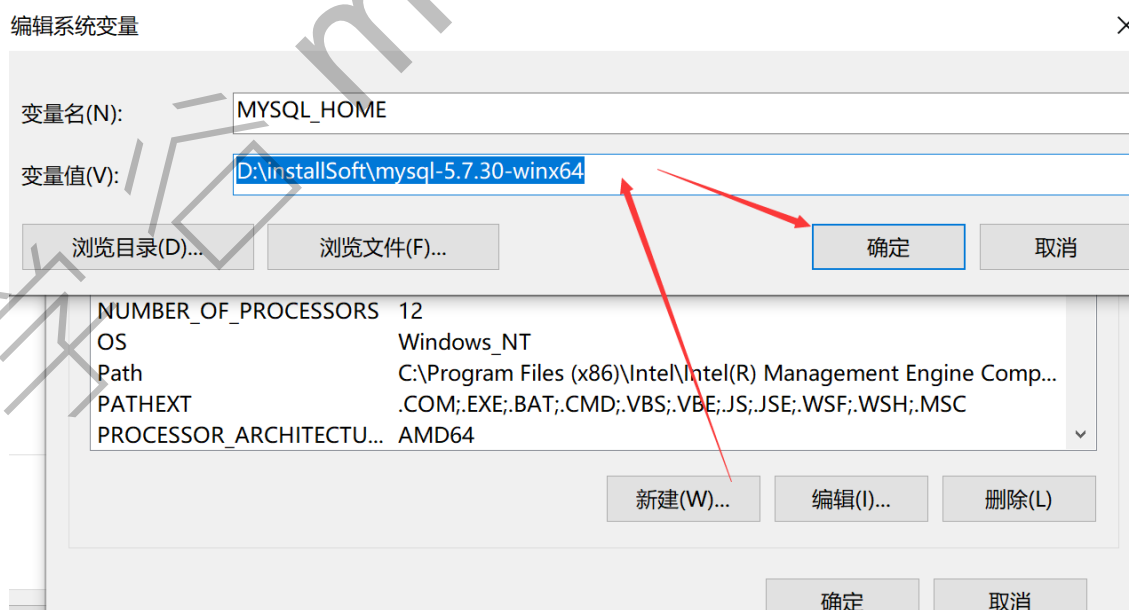 编辑系统变量
变量名(N):
MYSQL_HOME
变量值(V):
D:\installSoft\mysql-5.7.30-winx64
浏览目录(D)...
浏览文件(F)...
确定
取消
NUMBER_OF_PROCESSORS 12
OS Windows_NT
Path C:\Program Files (x86)\Intel\Intel(R) Management Engine Comp...
PATHEXT .COM;.EXE;.BAT;.CMD;.VBS;.VBE;.JS;.JSE;.WSF;.WSH;.MSC
PROCESSOR_ARCHITECTU... AMD64
新建(W)...
编辑(I)...
删除(L)
确定
取消